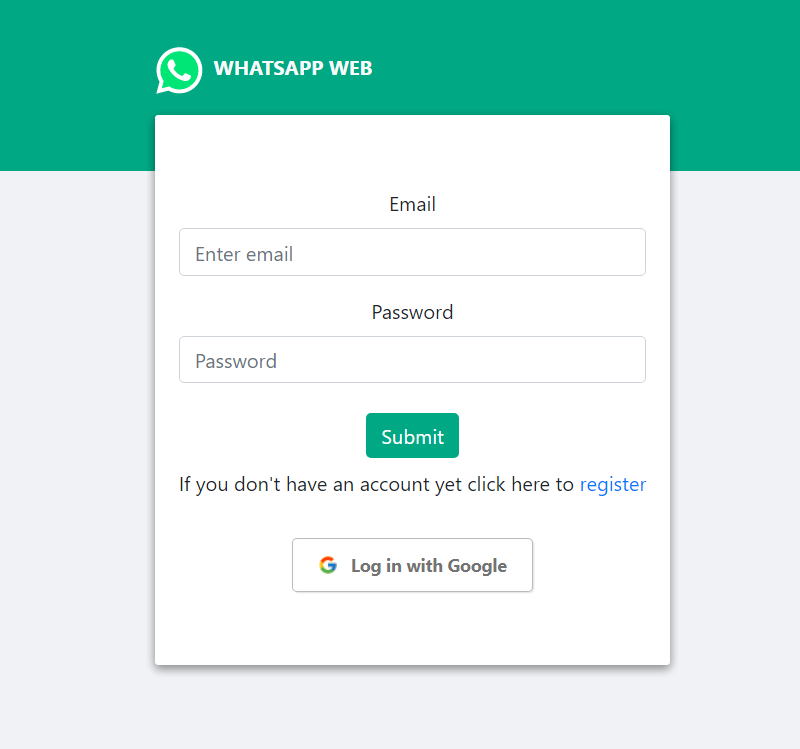 WHATSAPP WEB
Email
Enter email
Password
Password
Submit
If you don't have an account yet click here to register
Log in with Google